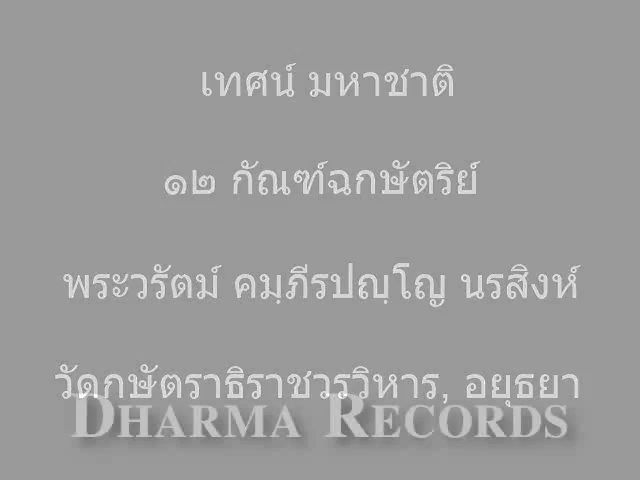 เทศน์ มหาชาติ
๑๒ กัณฑ์ฉกษัตริย์
พระวรัตม์ คมฺภีรปญฺโญ นรสิงห์
วัดกษัตราธิราชวรวิหาร, อยุธยา
DHARMA RECORDS